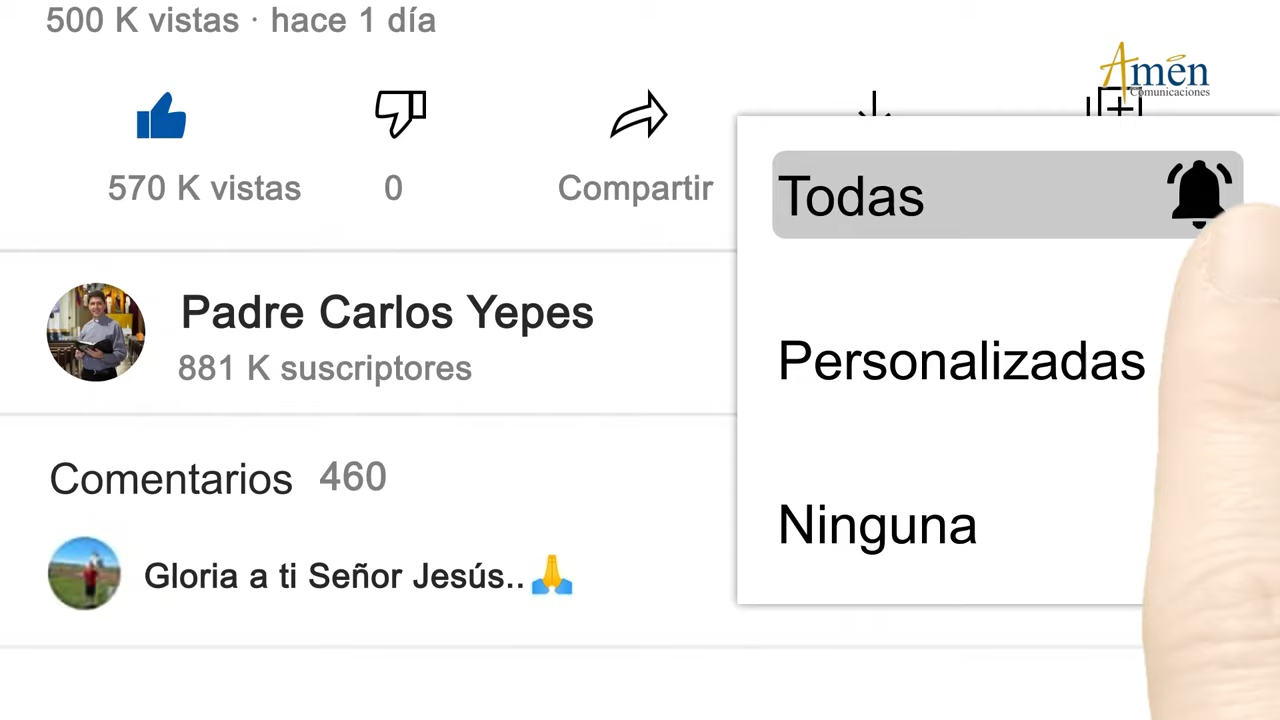 500 K vistas · hace 1 día
Amén
Comunicaciones
570 K vistas
0
Compartir
Todas
Personalizadas
Ninguna
Padre Carlos Yepes
881 K suscriptores
Comentarios 460
Gloria a ti Señor Jesús..🙏